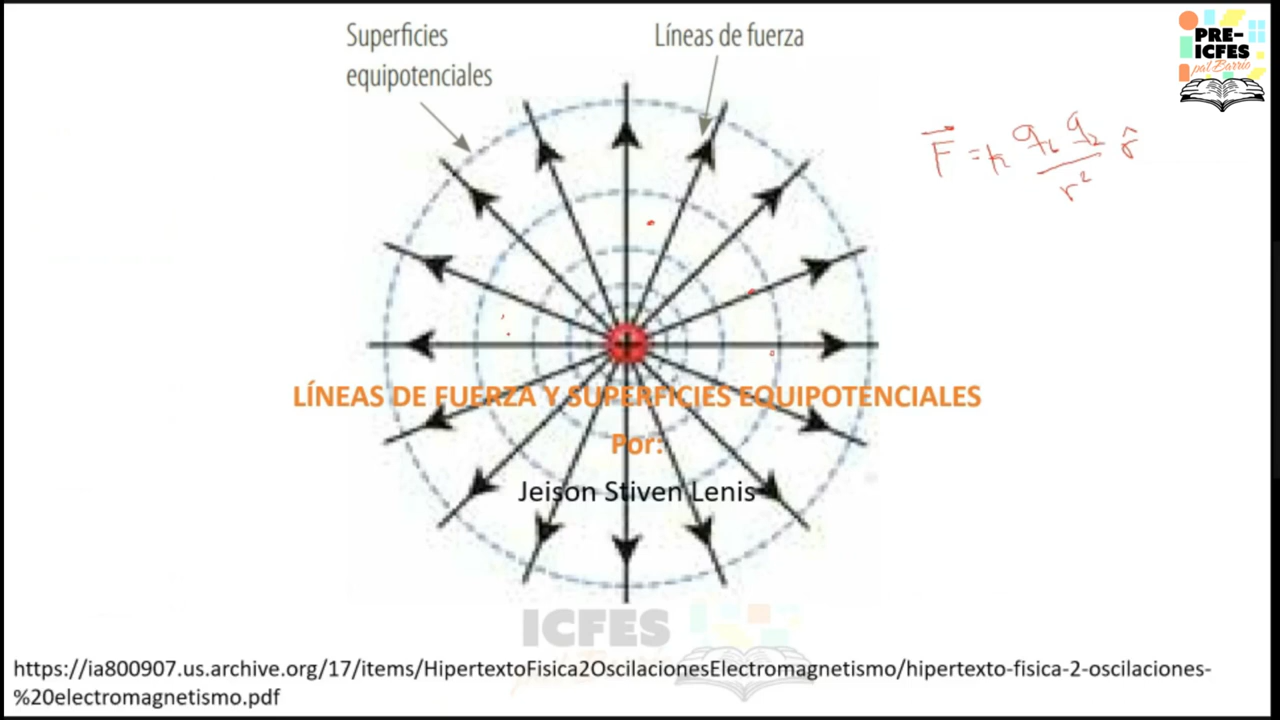 Superficies
equipotenciales
Líneas de fuerza
PRE-
ICFES
pal Barrio
F = k q₁ q₂ / r² r̂
+
LÍNEAS DE FUERZA Y SUPERFICIES EQUIPOTENCIALES
Por:
Jeison Stiven Lenis
ICFES
https://ia800907.us.archive.org/17/items/HipertextoFisica2OscilacionesElectromagnetismo/hipertexto-fisica-2-oscilaciones-
%20electromagnetismo.pdf